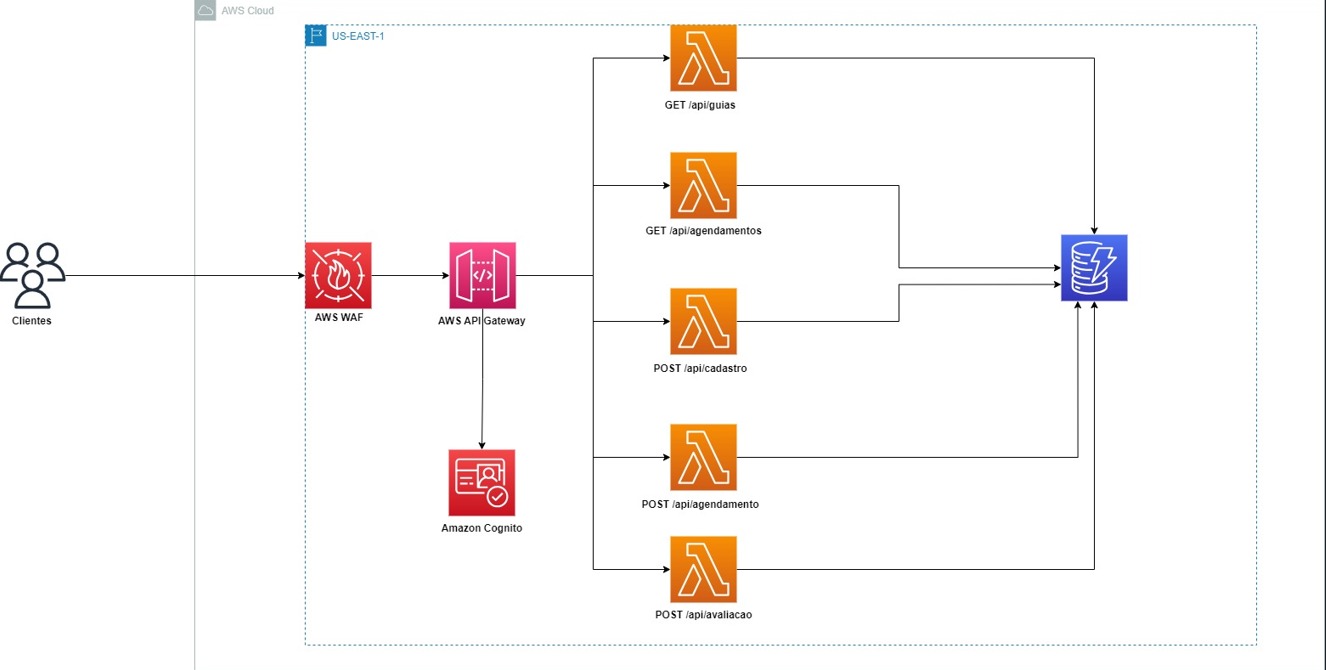 AWS Cloud
US-EAST-1
GET /api/guias
GET /api/agendamentos
Clientes
AWS WAF
AWS API Gateway
POST /api/cadastro
POST /api/agendamento
Amazon Cognito
POST /api/avaliacao